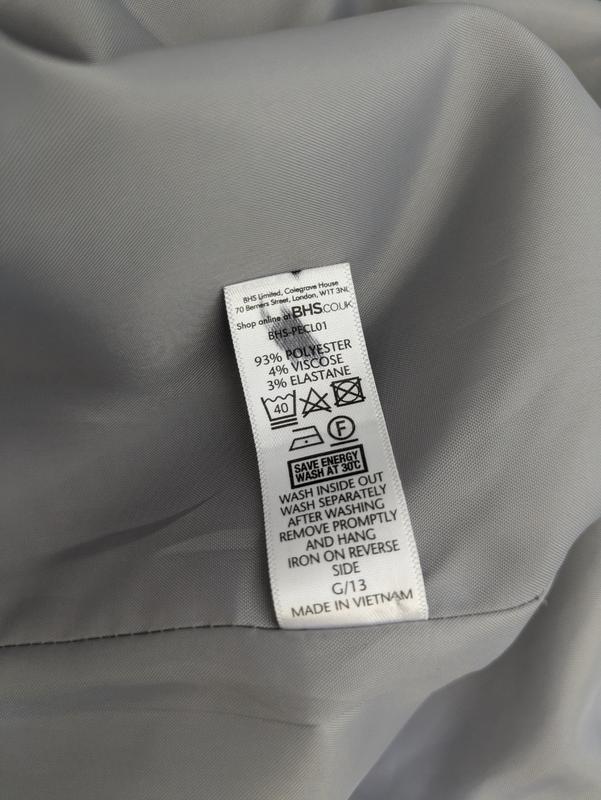 BHS Limited, Colegrave House
70 Berners Street, London, W1T 3NL
Shop online at BHS.CO.UK
BHS-PECL01
93% POLYESTER
4% VISCOSE
3% ELASTANE
40
F
SAVE ENERGY
WASH AT 30°C
WASH INSIDE OUT
WASH SEPARATELY
AFTER WASHING
REMOVE PROMPTLY
AND HANG
IRON ON REVERSE
SIDE
G/13
MADE IN VIETNAM